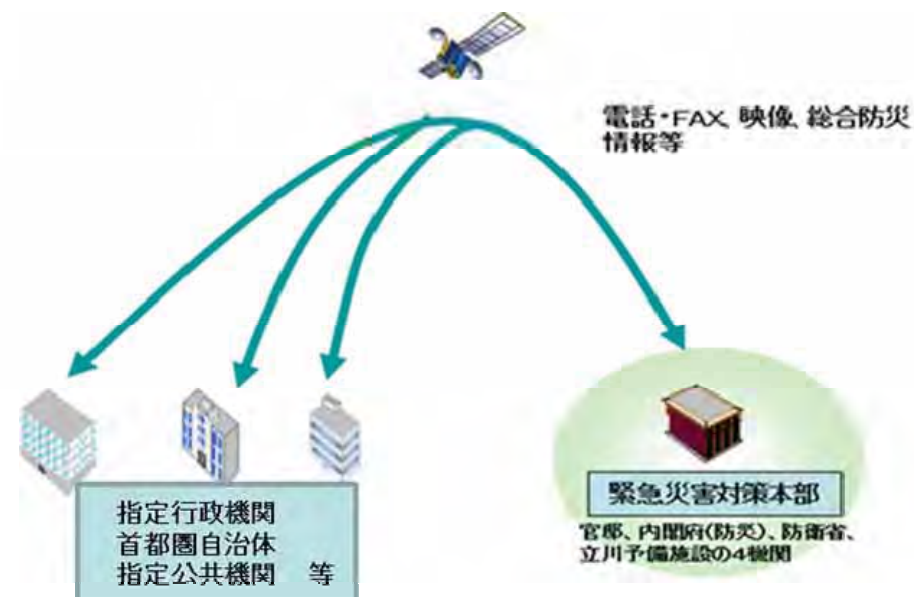 電話・FAX、映像、総合防災
情報等
指定行政機関
首都圏自治体
指定公共機関　等
緊急災害対策本部
官邸、内閣府(防災)、防衛省、
立川予備施設の4機関